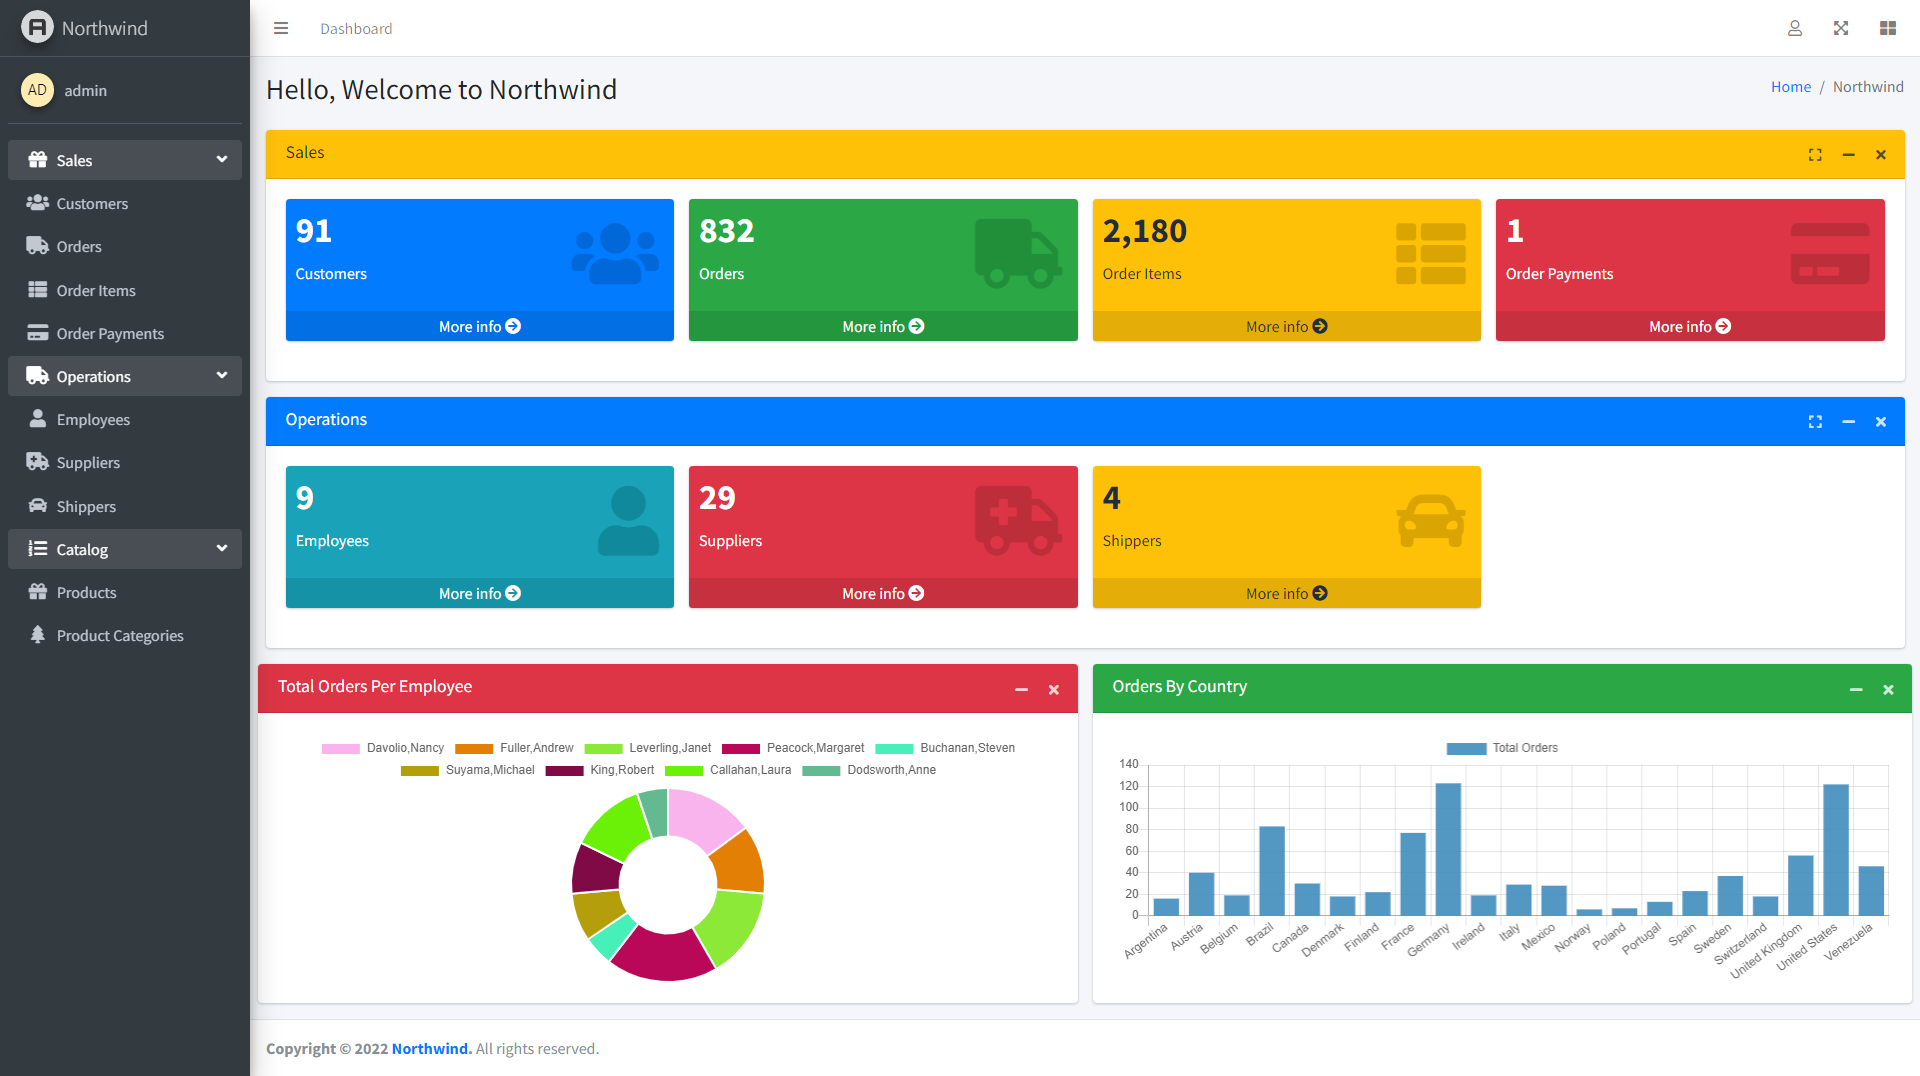 Northwind
Dashboard
AD admin
Sales
Customers
Orders
Order Items
Order Payments
Operations
Employees
Suppliers
Shippers
Catalog
Products
Product Categories
Hello, Welcome to Northwind
Home / Northwind
Sales
91
Customers
More info
832
Orders
More info
2,180
Order Items
More info
1
Order Payments
More info
Operations
9
Employees
More info
29
Suppliers
More info
4
Shippers
More info
Total Orders Per Employee
Davolio,Nancy Fuller,Andrew Leverling,Janet Peacock,Margaret Buchanan,Steven
Suyama,Michael King,Robert Callahan,Laura Dodsworth,Anne
Orders By Country
Total Orders
140
120
100
80
60
40
20
0
Argentina Austria Belgium Brazil Canada Denmark Finland France Germany Ireland Italy Mexico Norway Poland Portugal Spain Sweden Switzerland United Kingdom United States Venezuela
Copyright © 2022 Northwind. All rights reserved.